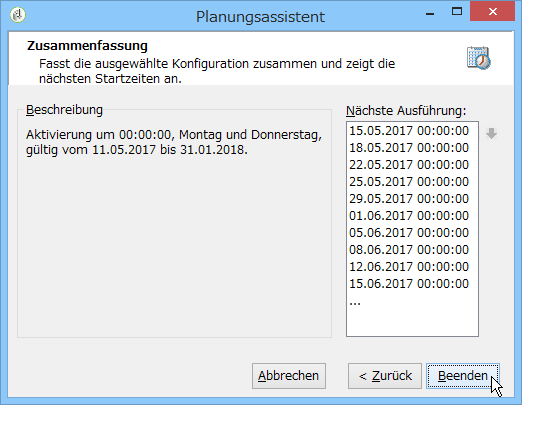 Planungsassistent
Zusammenfassung
Fasst die ausgewählte Konfiguration zusammen und zeigt die
nächsten Startzeiten an.
Beschreibung
Aktivierung um 00:00:00, Montag und Donnerstag,
gültig vom 11.05.2017 bis 31.01.2018.
Nächste Ausführung:
15.05.2017 00:00:00
18.05.2017 00:00:00
22.05.2017 00:00:00
25.05.2017 00:00:00
29.05.2017 00:00:00
01.06.2017 00:00:00
05.06.2017 00:00:00
08.06.2017 00:00:00
12.06.2017 00:00:00
15.06.2017 00:00:00
...
Abbrechen
< Zurück
Beenden